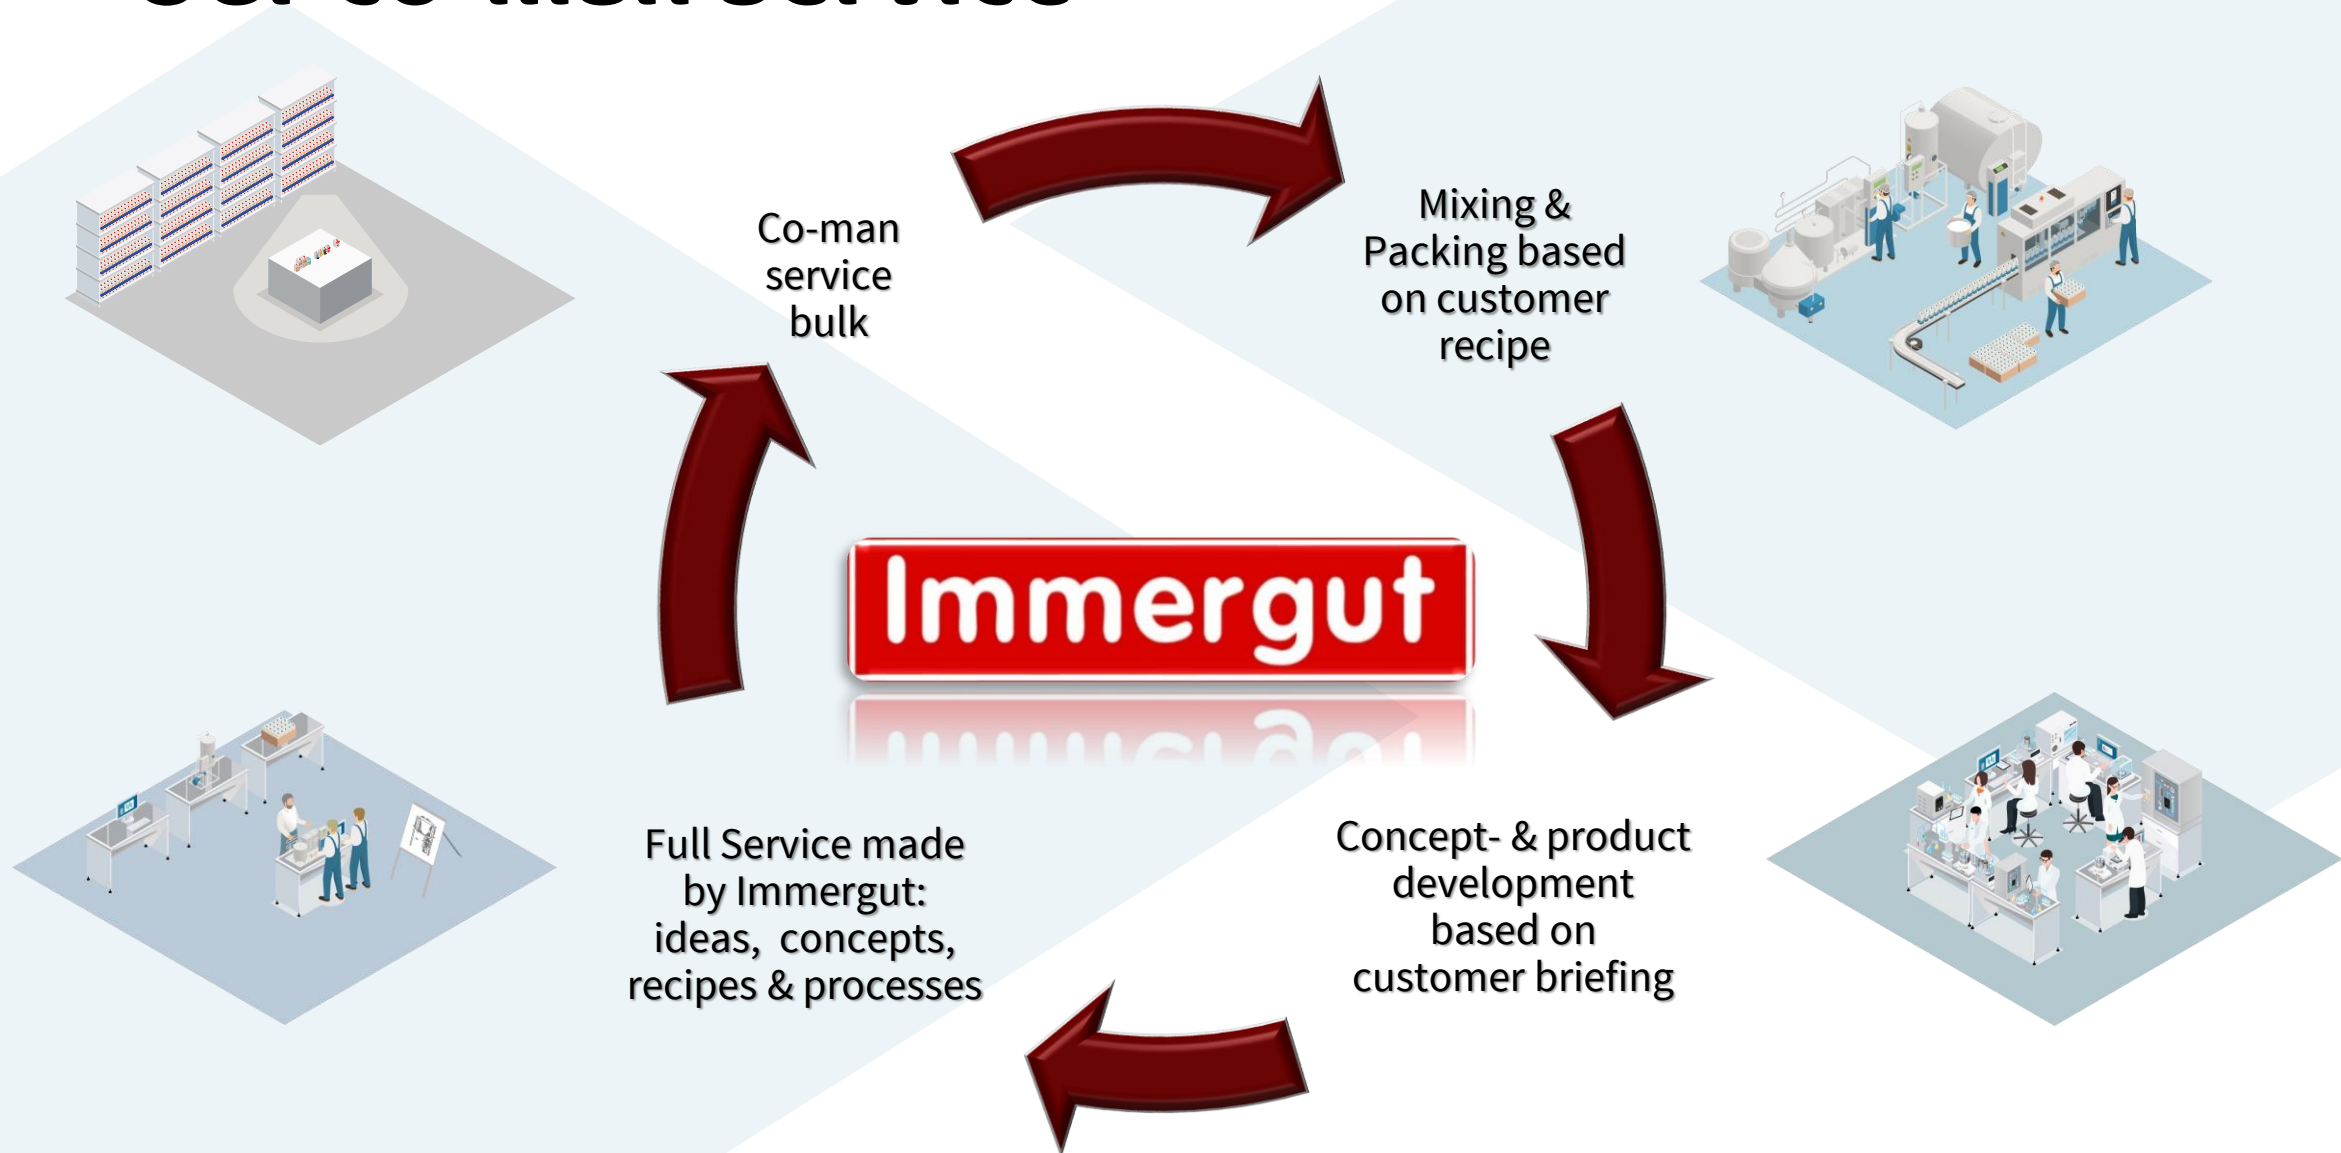 Co-man
service
bulk
Mixing &
Packing based
on customer
recipe
Immergut
Full Service made
by Immergut:
ideas, concepts,
recipes & processes
Concept- & product
development
based on
customer briefing